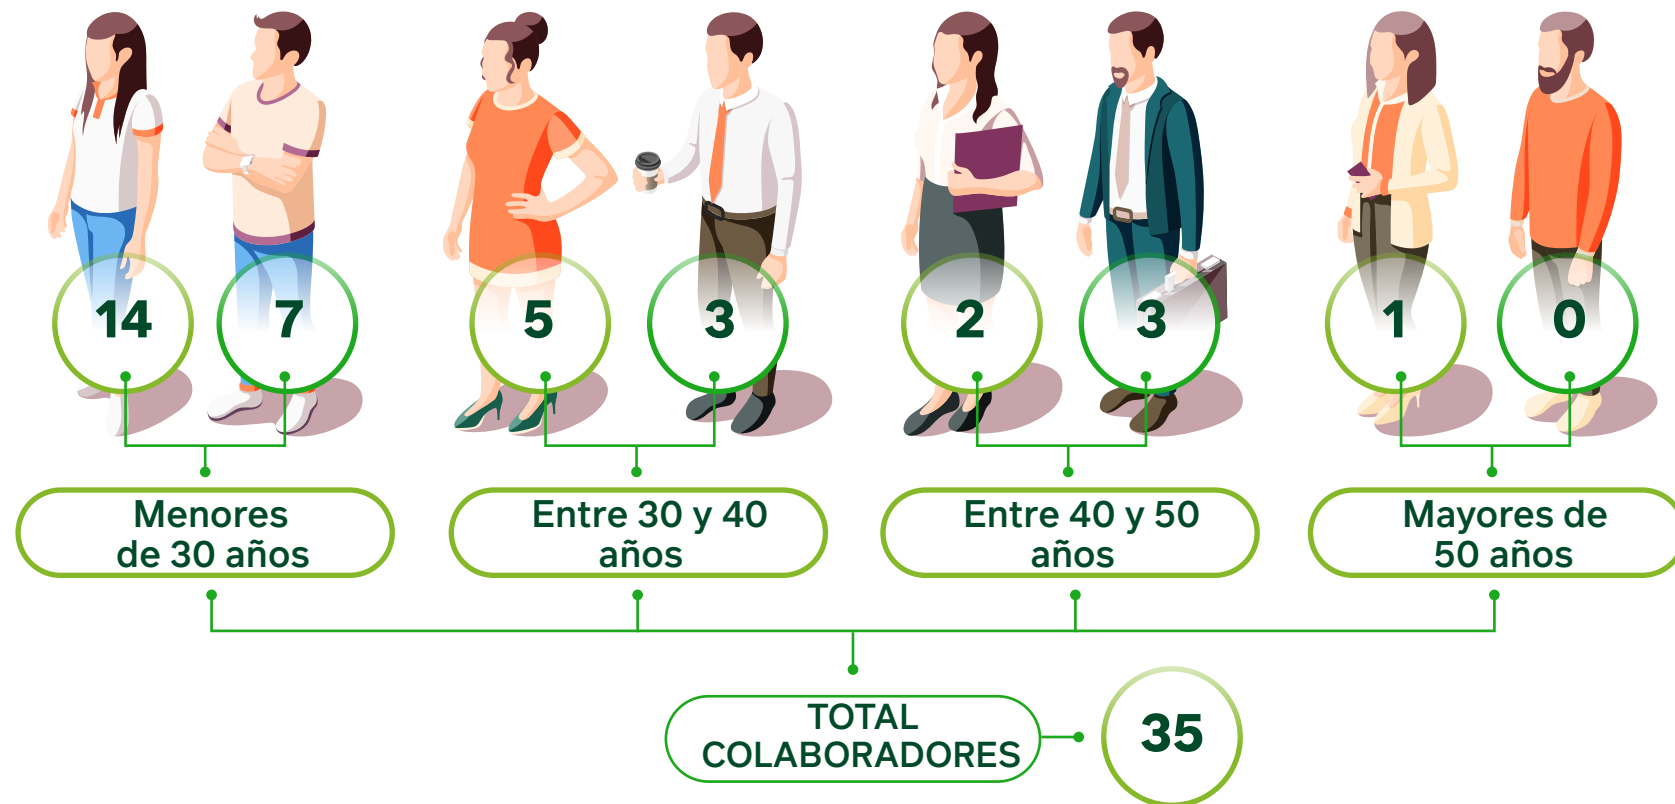 14
7
5
3
2
3
1
0
Menores
de 30 años
Entre 30 y 40
años
Entre 40 y 50
años
Mayores de
50 años
TOTAL
COLABORADORES
35